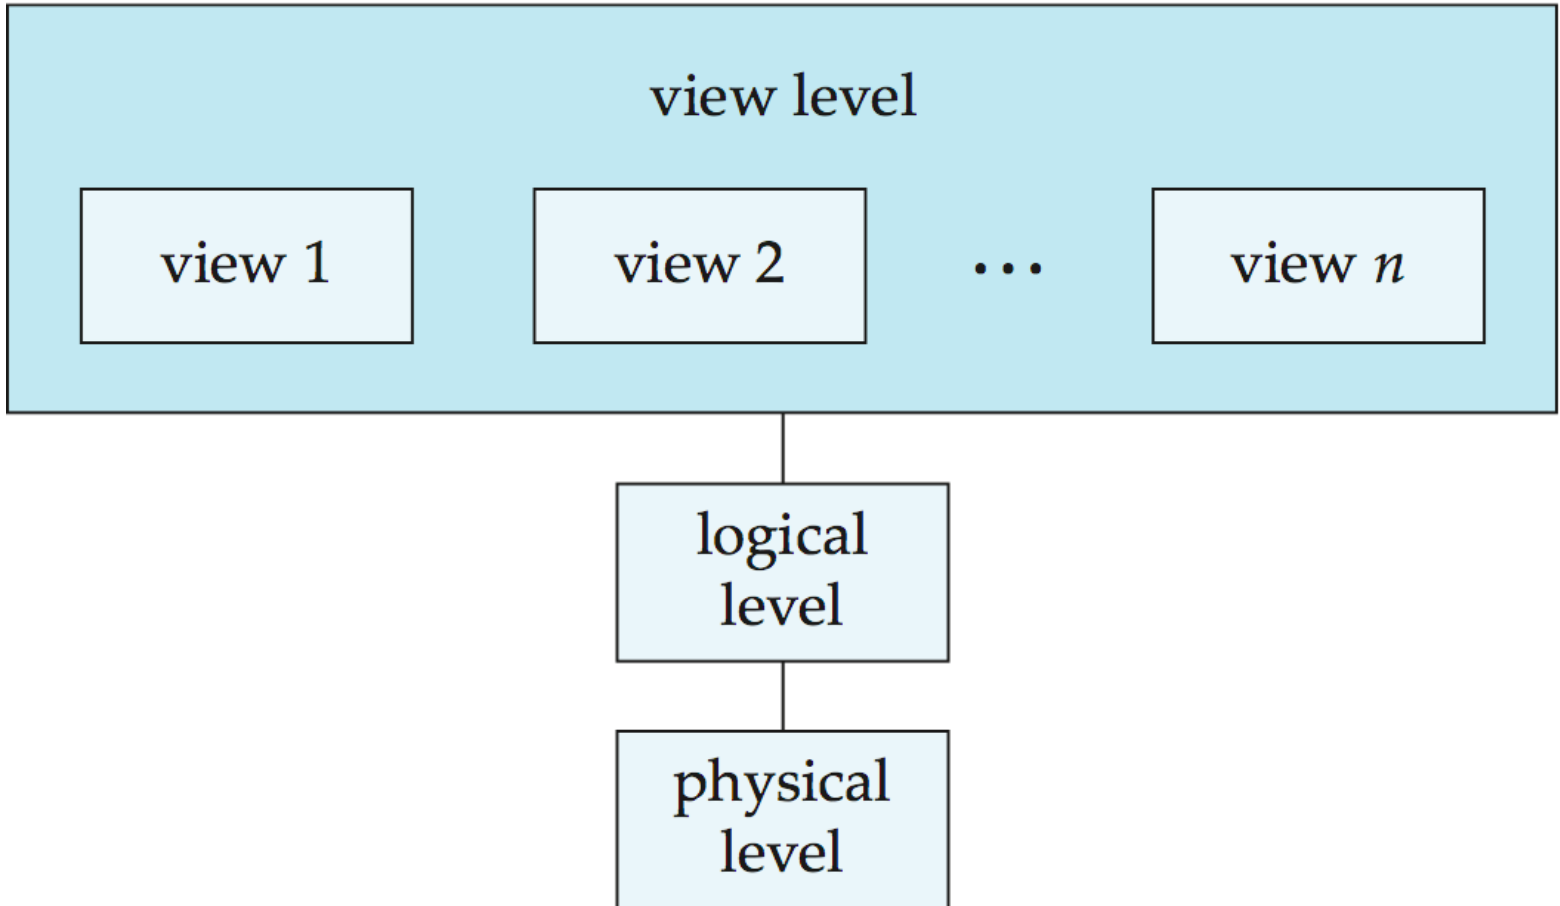 view level
view 1
view 2
...
view n
logical
level
physical
level